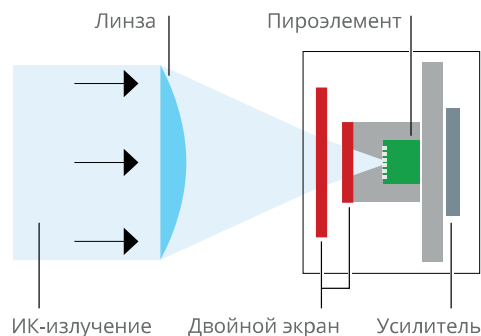 Линза
Пироэлемент
ИК-излучение
Двойной экран
Усилитель